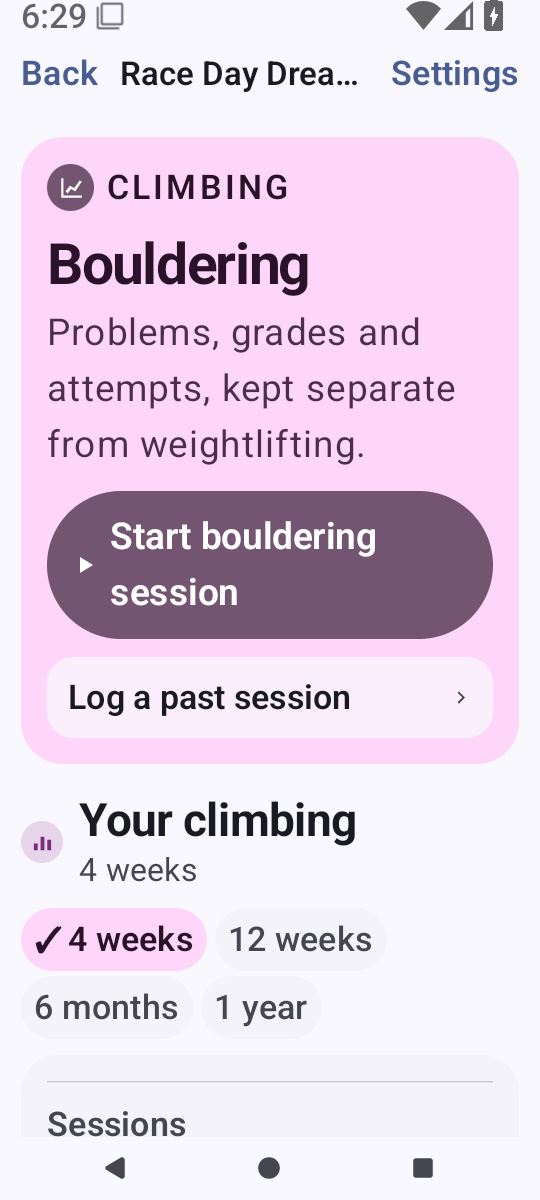 6:29
Back Race Day Drea... Settings
CLIMBING
Bouldering
Problems, grades and
attempts, kept separate
from weightlifting.
Start bouldering
session
Log a past session
Your climbing
4 weeks
✓4 weeks 12 weeks
6 months 1 year
Sessions